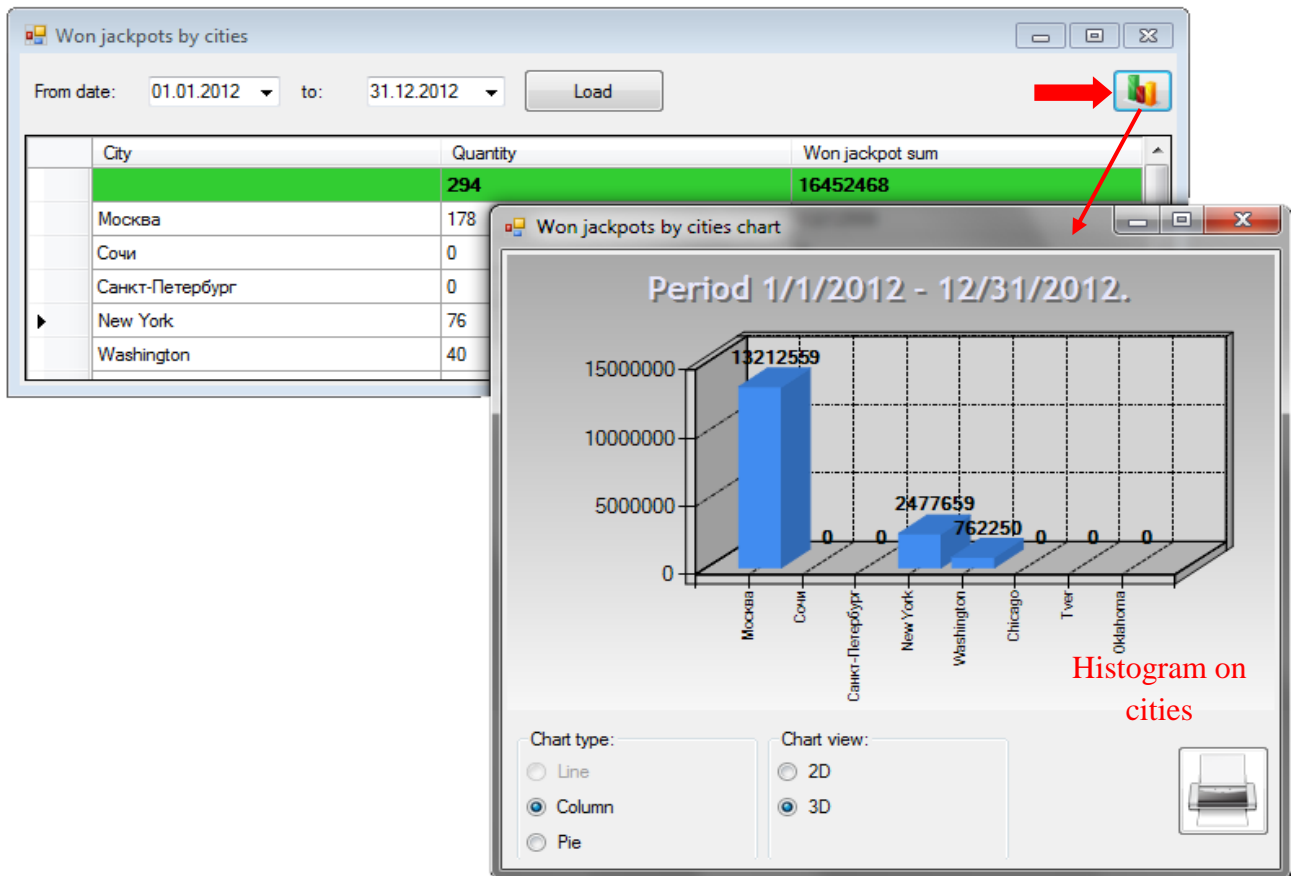 Won jackpots by cities
From date: 01.01.2012 to: 31.12.2012 Load
City Quantity Won jackpot sum
294 16452468
Москва 178
Сочи 0
Санкт-Петербург 0
New York 76
Washington 40
Won jackpots by cities chart
Period 1/1/2012 - 12/31/2012.
15000000
10000000
5000000
0
13212559
0
0
2477659
762250
0
0
0
Москва
Сочи
Санкт-Петербург
New York
Washington
Chicago
Tver
Oklahoma
Histogram on
cities
Chart type: Chart view:
Line 2D
Column 3D
Pie